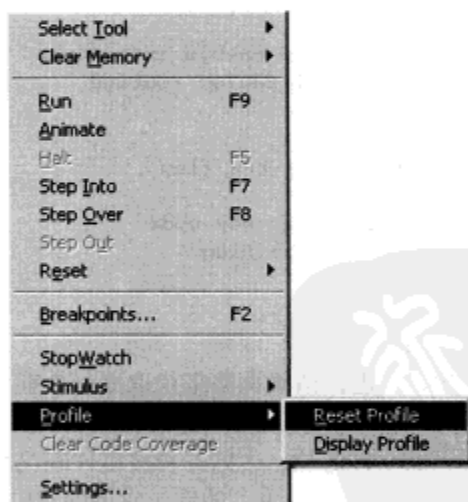 Select Tool
Clear Memory
Run F9
Animate
Halt F5
Step Into F7
Step Over F8
Step Out
Reset
Breakpoints... F2
StopWatch
Stimulus
Profile
Reset Profile
Clear Code Coverage
Display Profile
Settings...